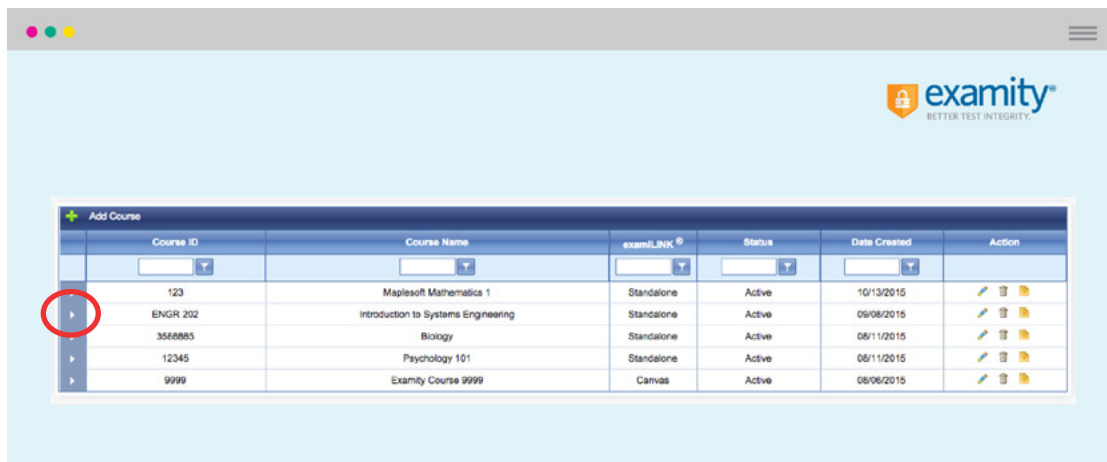 examity®
BETTER TEST INTEGRITY.
Add Course
Course ID Course Name examiLINK® Status Date Created Action
123 Maplesoft Mathematics 1 Standalone Active 10/13/2015
ENGR 202 Introduction to Systems Engineering Standalone Active 09/08/2015
3568885 Biology Standalone Active 08/11/2015
12345 Psychology 101 Standalone Active 08/11/2015
9999 Examity Course 9999 Canvas Active 08/06/2015